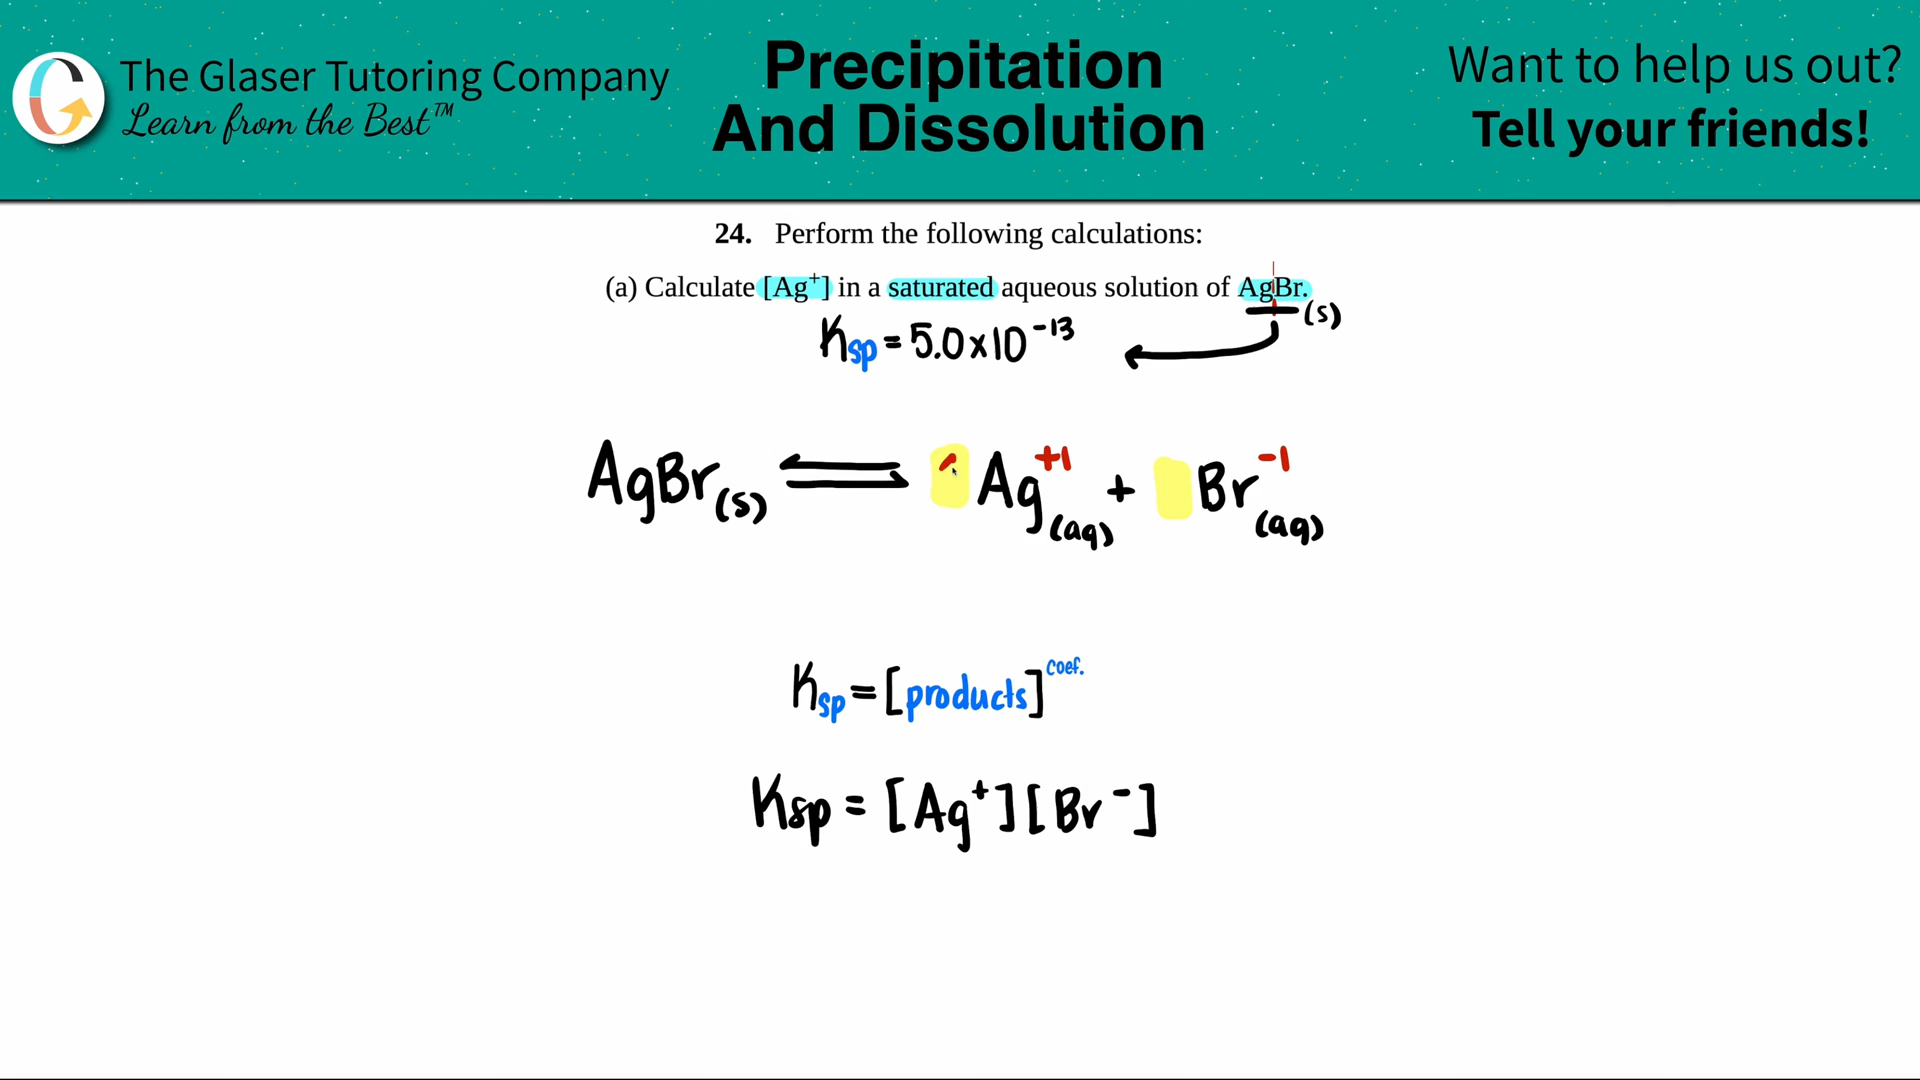 The Glaser Tutoring Company
Learn from the Best™
Precipitation
And Dissolution
Want to help us out?
Tell your friends!
24. Perform the following calculations:
(a) Calculate [Ag⁺] in a saturated aqueous solution of AgBr.
(s)
Ksp = 5.0x10⁻¹³
AgBr(s) ⇌ Ag⁺¹(aq) + Br⁻¹(aq)
Ksp = [products]ᶜᵒᵉᶠ·
Ksp = [Ag⁺][Br⁻]